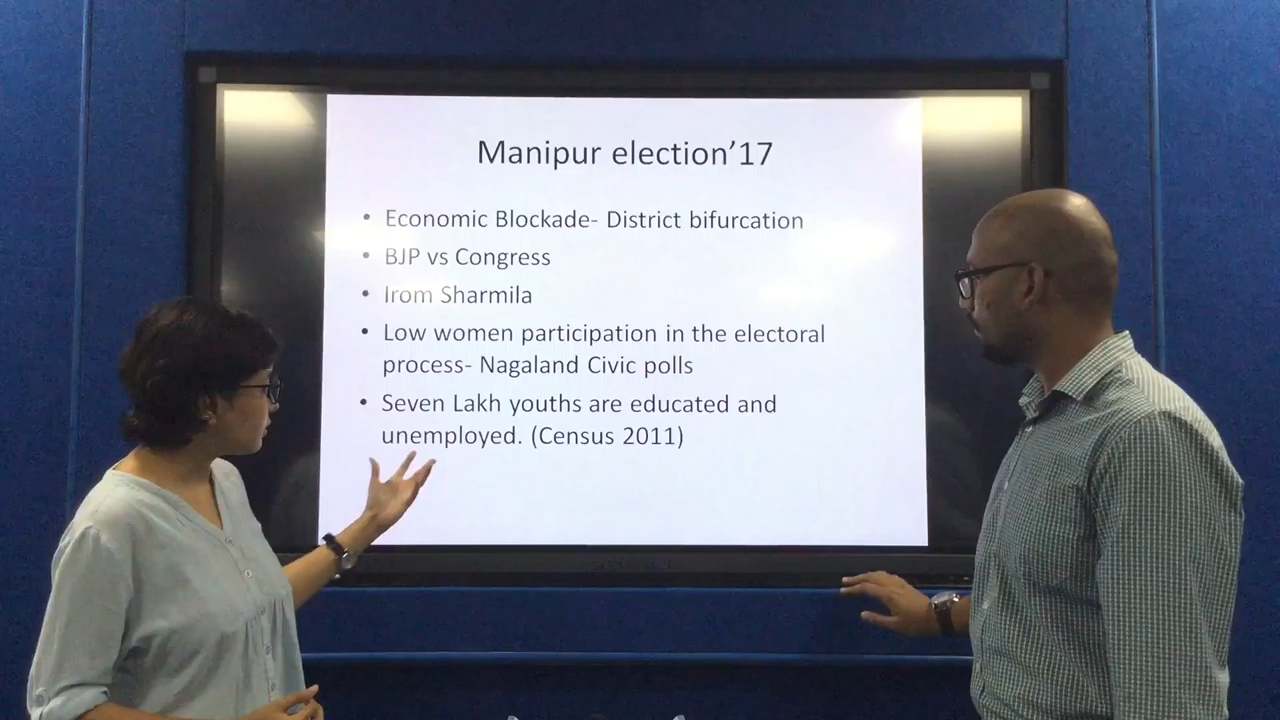 Manipur election’17
• Economic Blockade- District bifurcation
• BJP vs Congress
• Irom Sharmila
• Low women participation in the electoral
process- Nagaland Civic polls
• Seven Lakh youths are educated and
unemployed. (Census 2011)